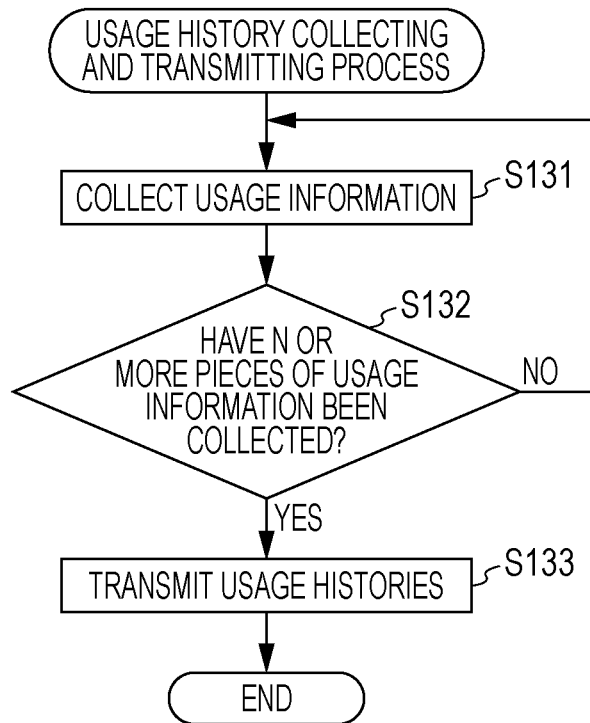 USAGE HISTORY COLLECTING
AND TRANSMITTING PROCESS
COLLECT USAGE INFORMATION
S131
S132
HAVE N OR
MORE PIECES OF USAGE
INFORMATION BEEN
COLLECTED?
NO
YES
TRANSMIT USAGE HISTORIES
S133
END